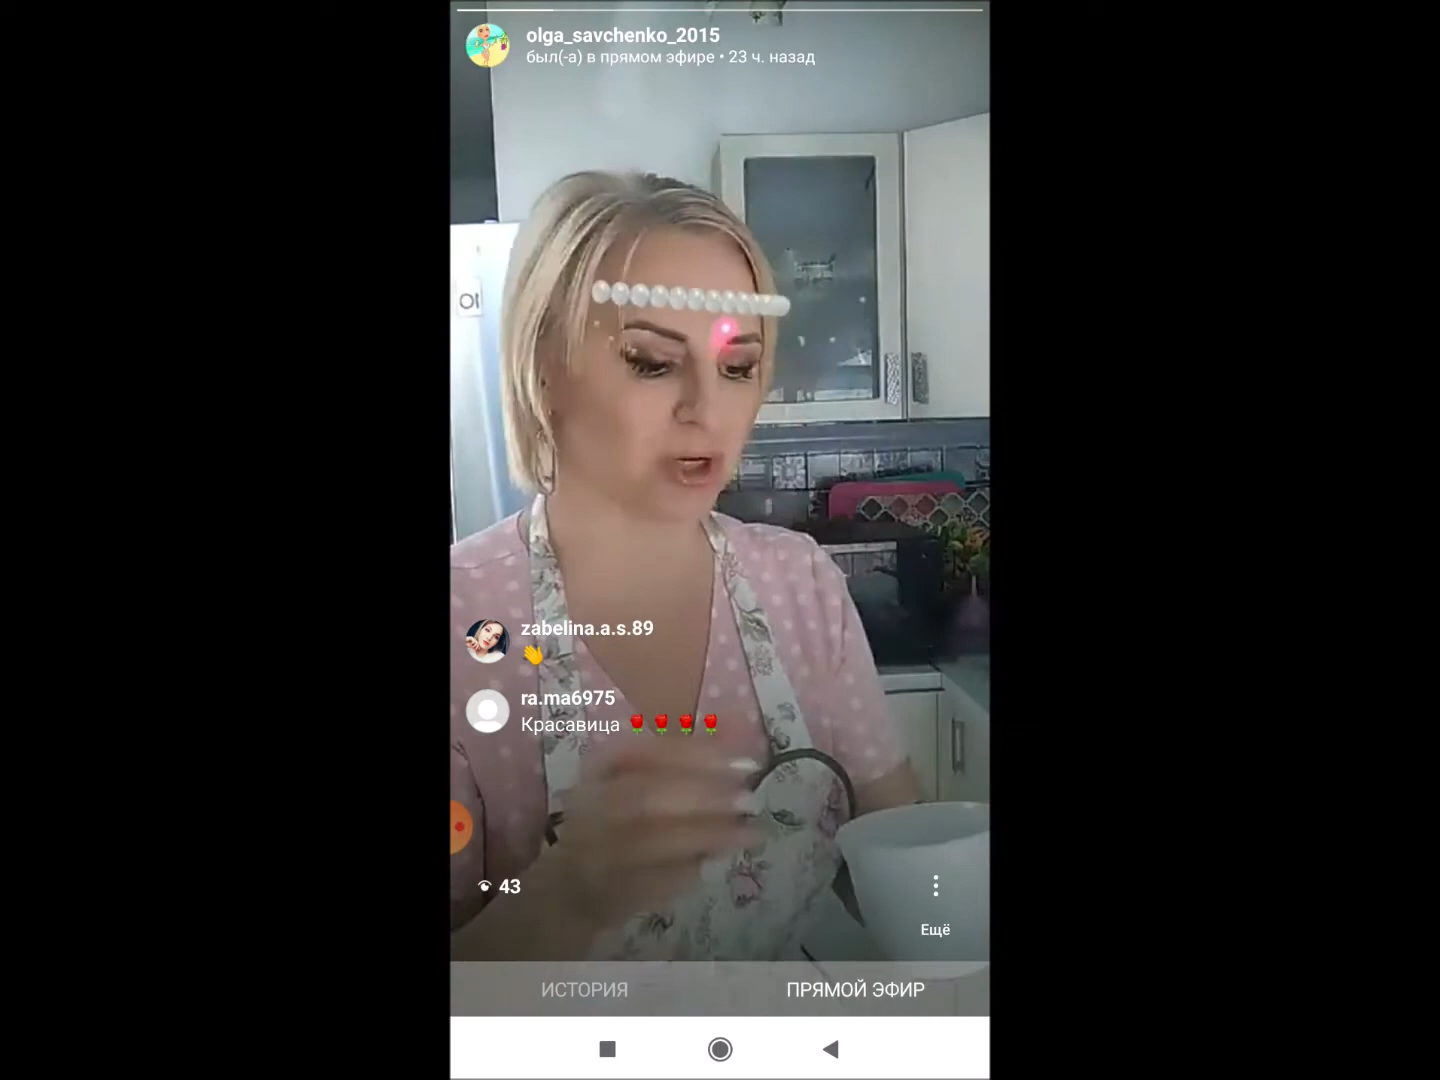 olga_savchenko_2015
был(-а) в прямом эфире • 23 ч. назад
zabelina.a.s.89
👋
ra.ma6975
Красавица 🌹🌹🌹🌹
43
Ещё
ИСТОРИЯ
ПРЯМОЙ ЭФИР